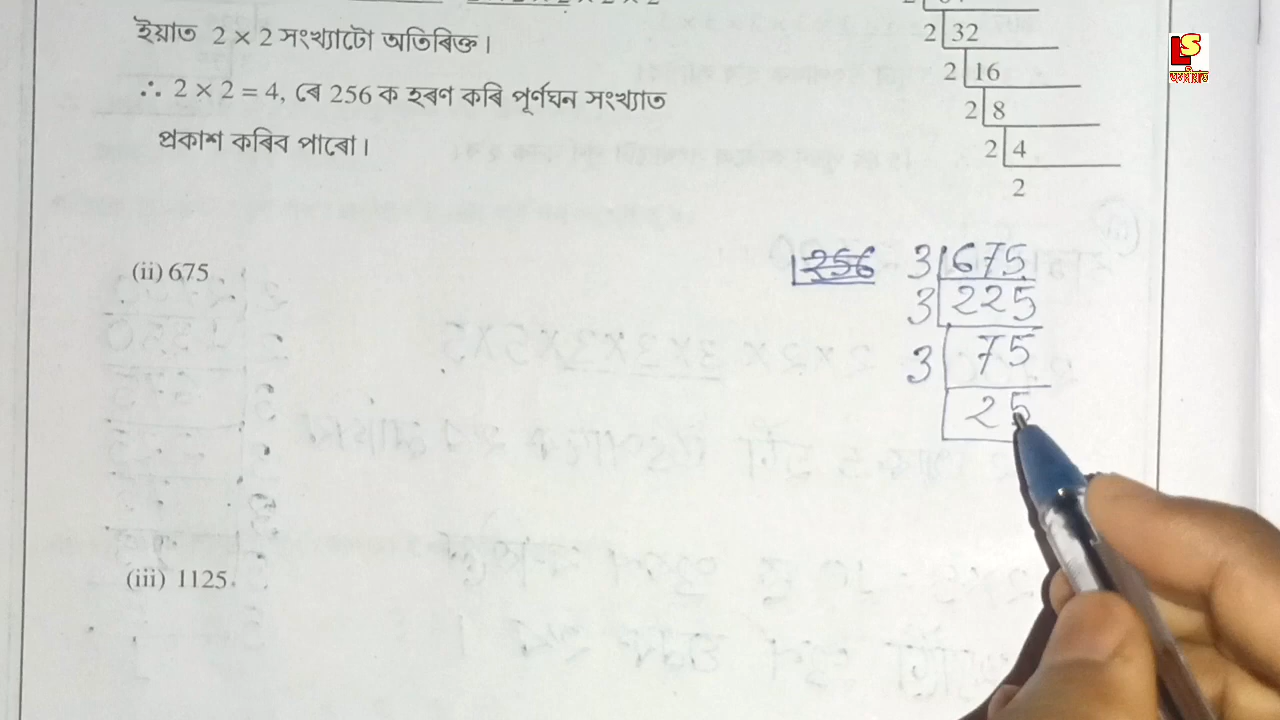 ইয়াত 2 × 2 সংখ্যাটো অতিৰিক্ত।
∴ 2 × 2 = 4, ৰে 256 ক হৰণ কৰি পূৰ্ণঘন সংখ্যাত
প্ৰকাশ কৰিব পাৰো।
2 32
2 16
2 8
2 4
2
LS
(ii) 675
256
3 675
3 225
3 75
25
(iii) 1125